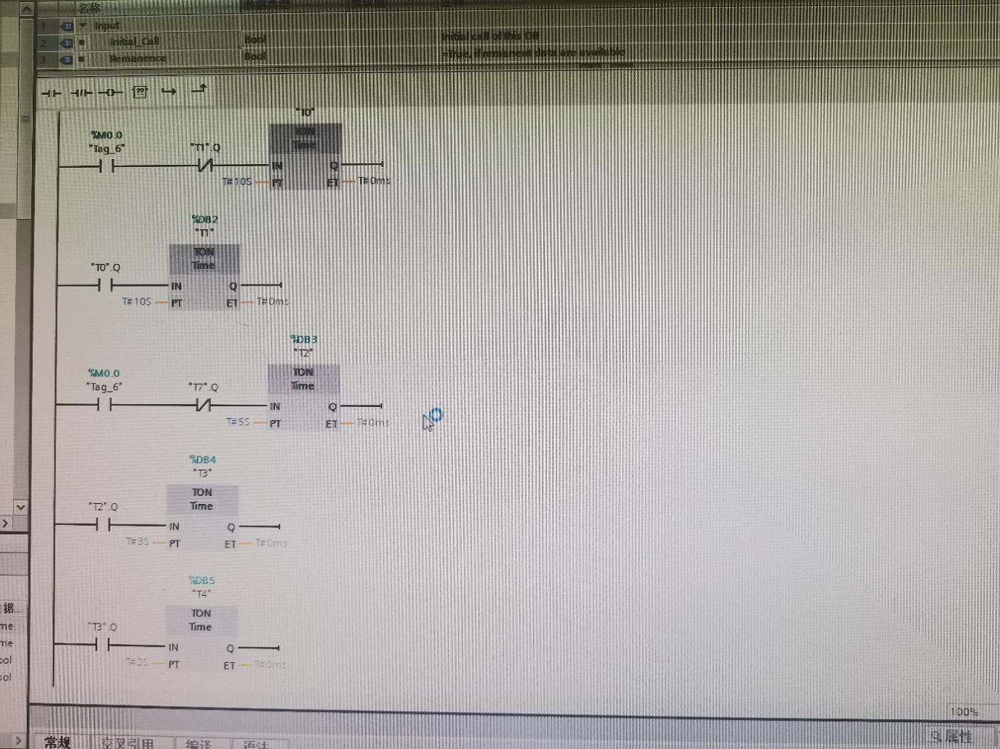 名称
1 Input
2 Initial_Call Bool Initial call of this OB
3 Remanence Bool =True, if remanent data are available
??
"T0"
%M0.0
"Tag_6"
"T1".Q
TON
Time
IN Q
T#10S PT ET T#0ms
%DB2
"T1"
TON
Time
"T0".Q
IN Q
T#10S PT ET T#0ms
%DB3
"T2"
%M0.0
"Tag_6"
"T7".Q
TON
Time
IN Q
T#5S PT ET T#0ms
%DB4
"T3"
TON
Time
"T2".Q
IN Q
T#3S PT ET T#0ms
%DB5
"T4"
TON
Time
"T3".Q
IN Q
T#2S PT ET T#0ms
据...
me
me
ool
ool
100%
属性
常规 交叉引用 编译 语法